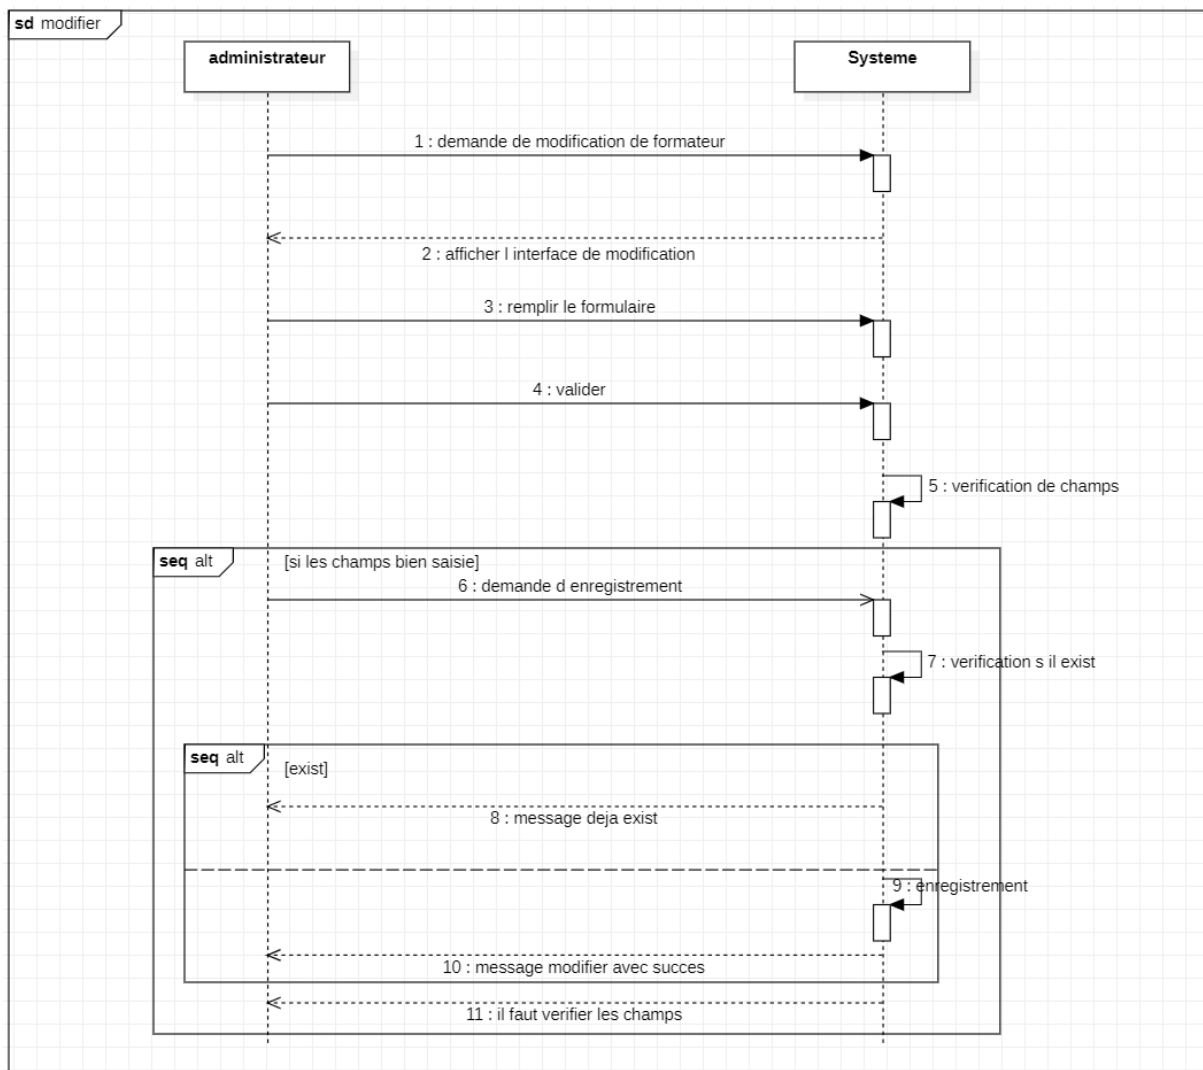 sd modifier
administrateur
Systeme
1 : demande de modification de formateur
2 : afficher l interface de modification
3 : remplir le formulaire
4 : valider
5 : verification de champs
seq alt
[si les champs bien saisie]
6 : demande d enregistrement
7 : verification s il exist
seq alt
[exist]
8 : message deja exist
9 : enregistrement
10 : message modifier avec succes
11 : il faut verifier les champs